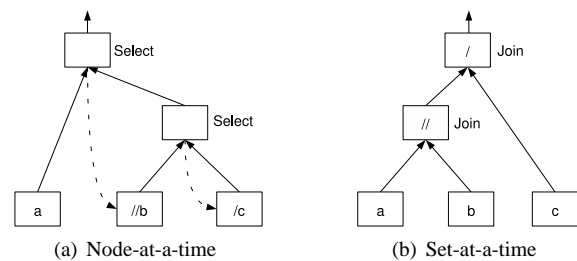 Select
/ Join
Select
// Join
a //b /c
a b c
(a) Node-at-a-time
(b) Set-at-a-time